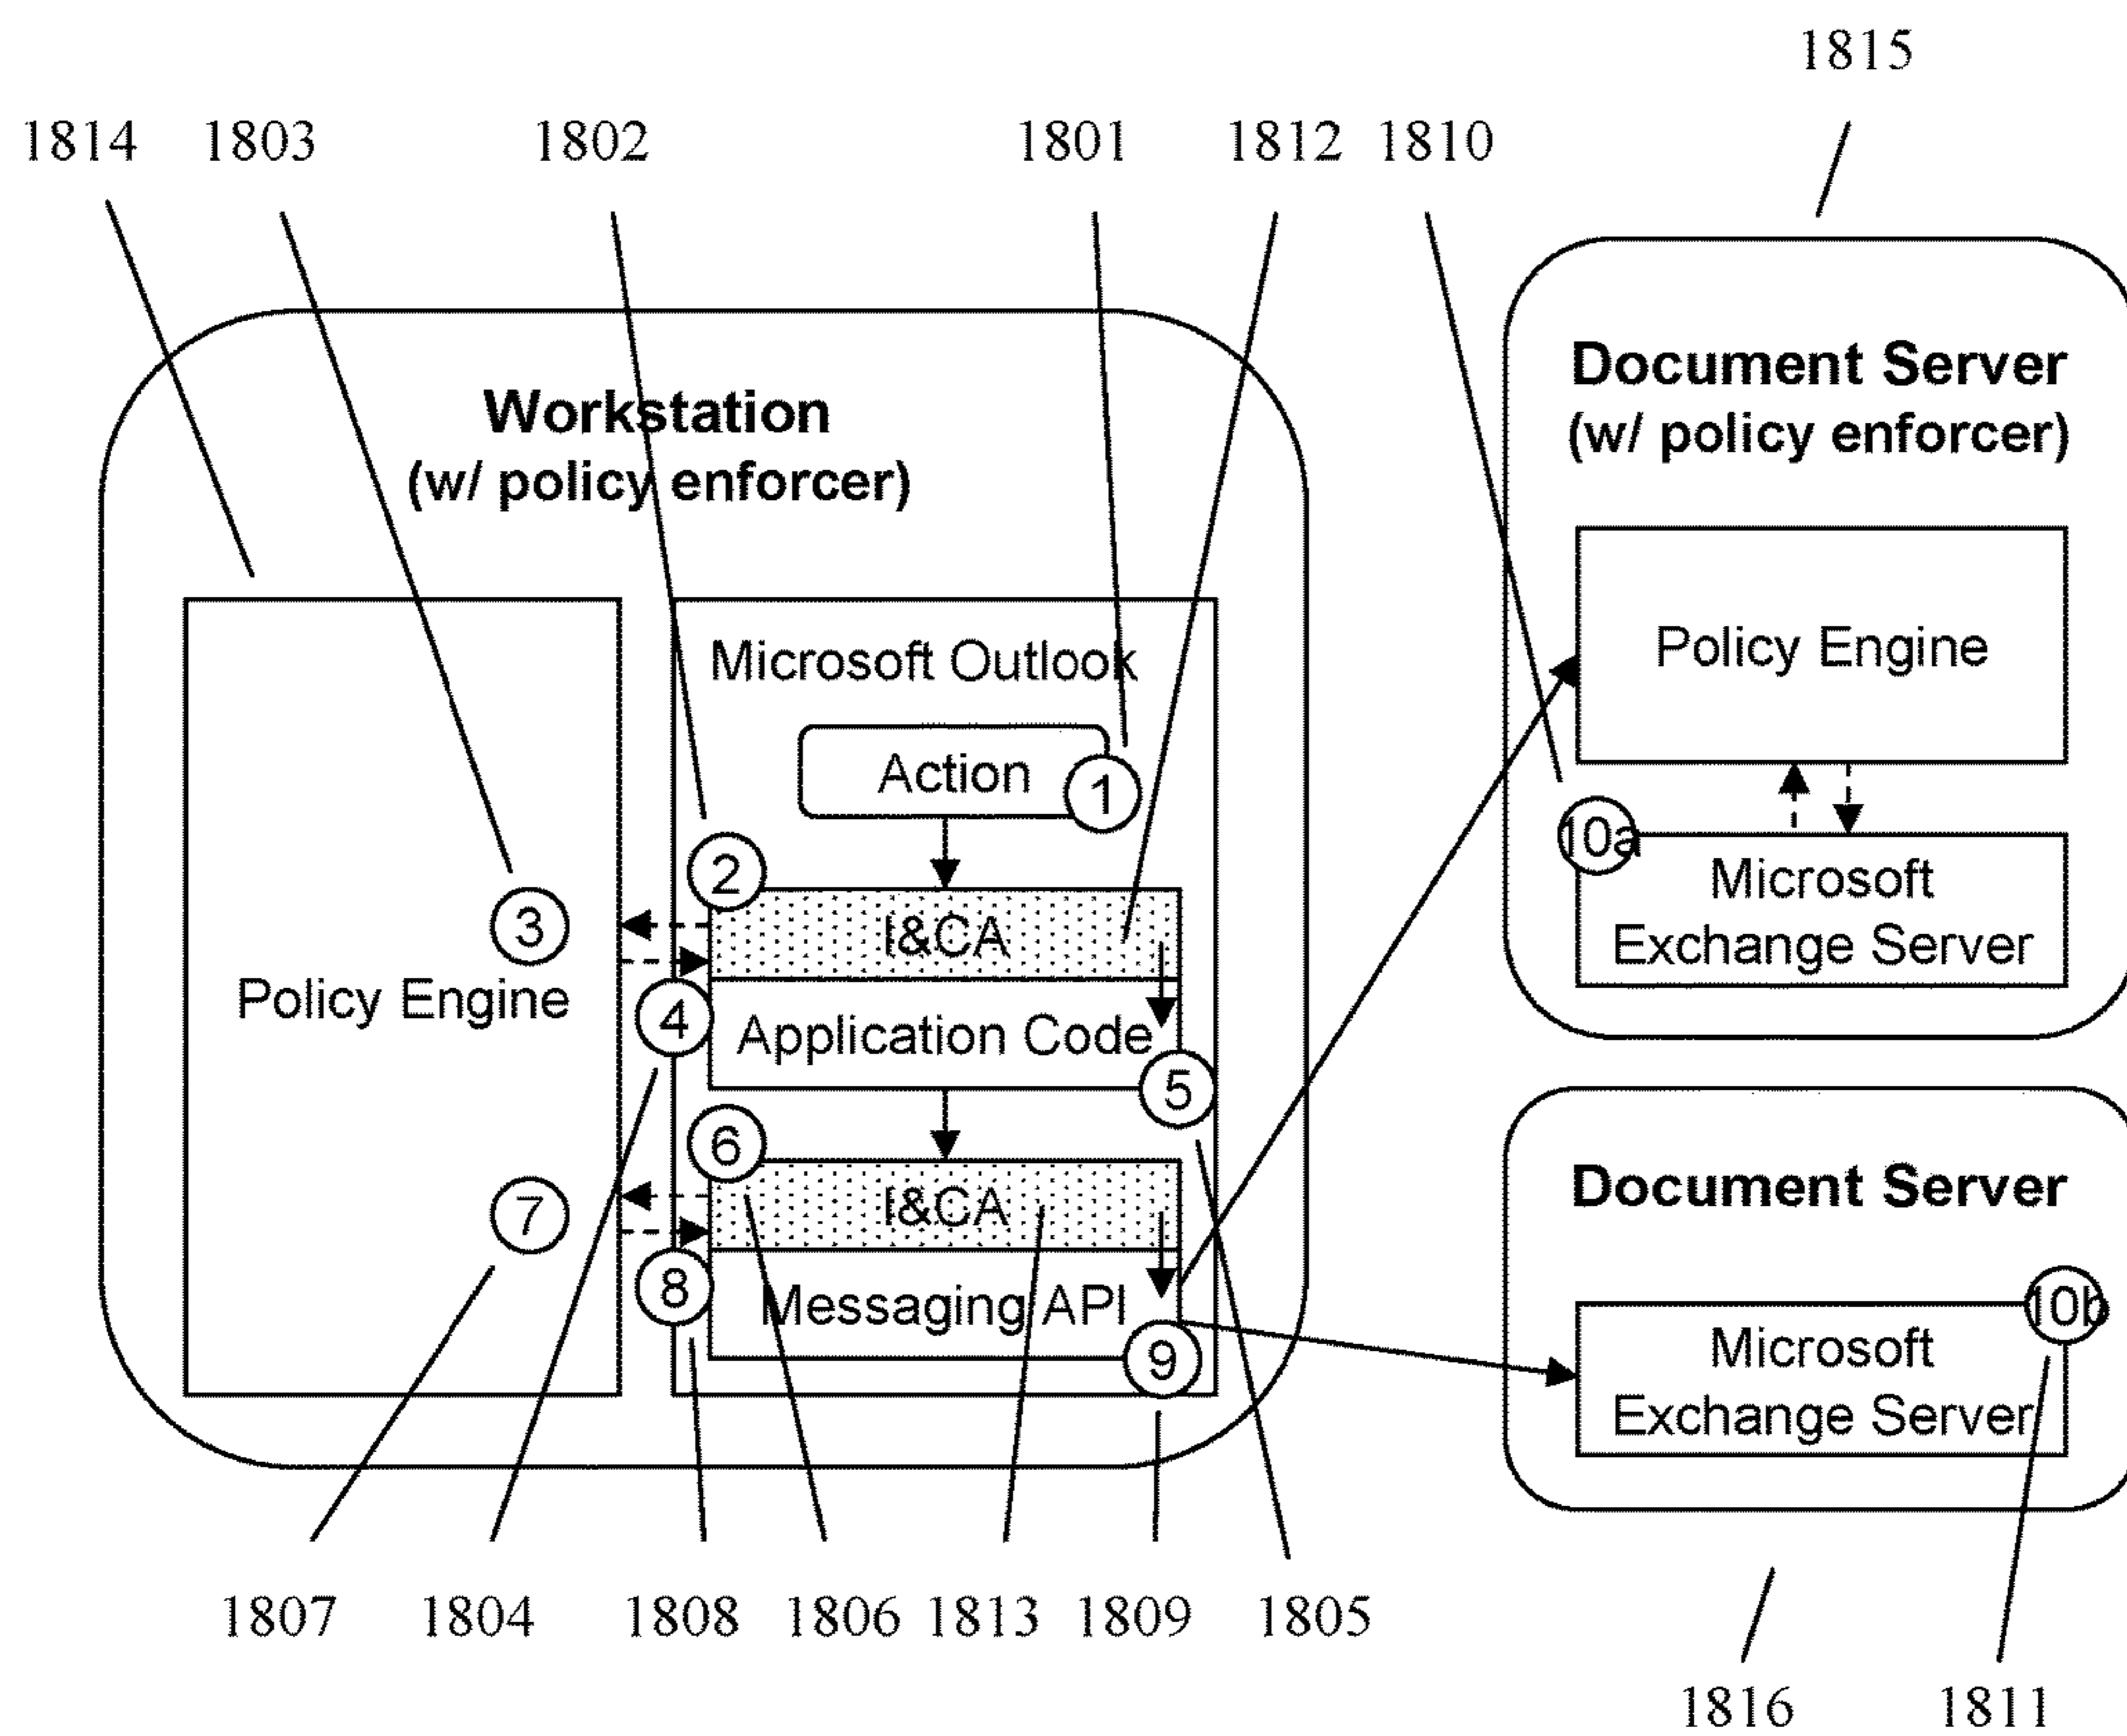 1815
1814 1803 1802 1801 1812 1810
Workstation
(w/ policy enforcer)
Document Server
(w/ policy enforcer)
Microsoft Outlook
Action
1
2
I&CA
3
Policy Engine
4
Application Code
5
6
I&CA
7
8
Messaging API
9
Policy Engine
10a
Microsoft
Exchange Server
Document Server
10b
Microsoft
Exchange Server
1807 1804 1808 1806 1813 1809 1805
1816 1811